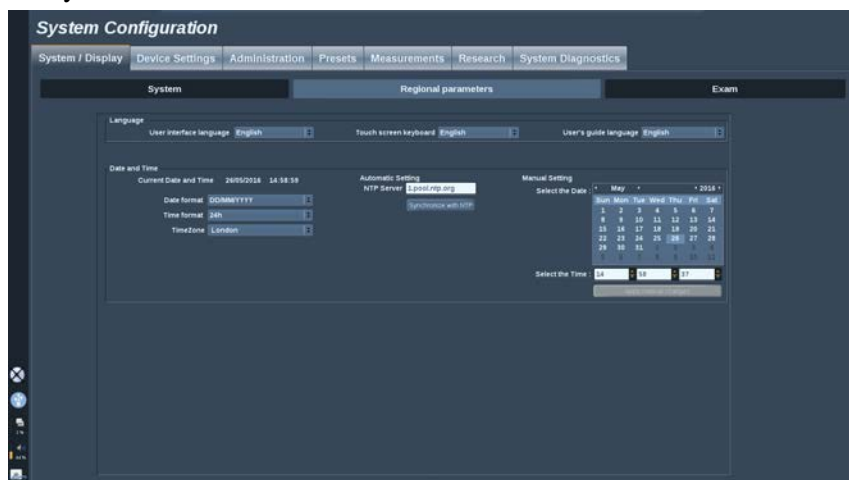 System Configuration
System / Display Device Settings Administration Presets Measurements Research System Diagnostics
System Regional parameters Exam
Language
User interface language English Touch screen keyboard English User's guide language English
Date and Time
Current Date and Time 26/05/2016 14:58:59
Date format DD/MM/YYYY
Time format 24h
TimeZone London
Automatic Setting
NTP Server 1.pool.ntp.org
Synchronize with NTP
Manual Setting
Select the Date : May 2016
Sun Mon Tue Wed Thu Fri Sat
1 2 3 4 5 6 7
8 9 10 11 12 13 14
15 16 17 18 19 20 21
22 23 24 25 26 27 28
29 30 31
Select the Time : 14 58 37
Apply manual changes